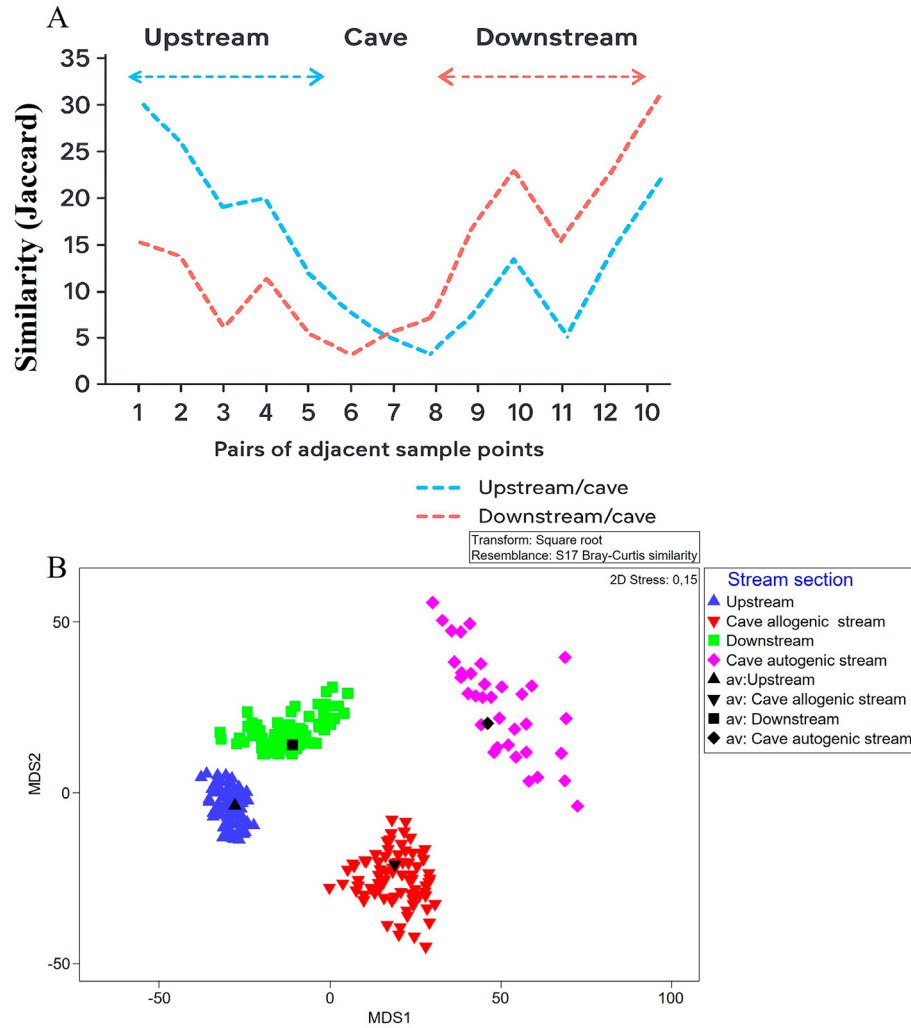 A
Upstream Cave Downstream
35
30
25
20
15
10
5
0
Similarity (Jaccard)
1 2 3 4 5 6 7 8 9 10 11 12 10
Pairs of adjacent sample points
Upstream/cave
Downstream/cave
Transform: Square root
Resemblance: S17 Bray-Curtis similarity
B
2D Stress: 0,15
50
0
-50
MDS2
-50 0 50 100
MDS1
Stream section
Upstream
Cave allogenic stream
Downstream
Cave autogenic stream
av:Upstream
av: Cave allogenic stream
av: Downstream
av: Cave autogenic stream